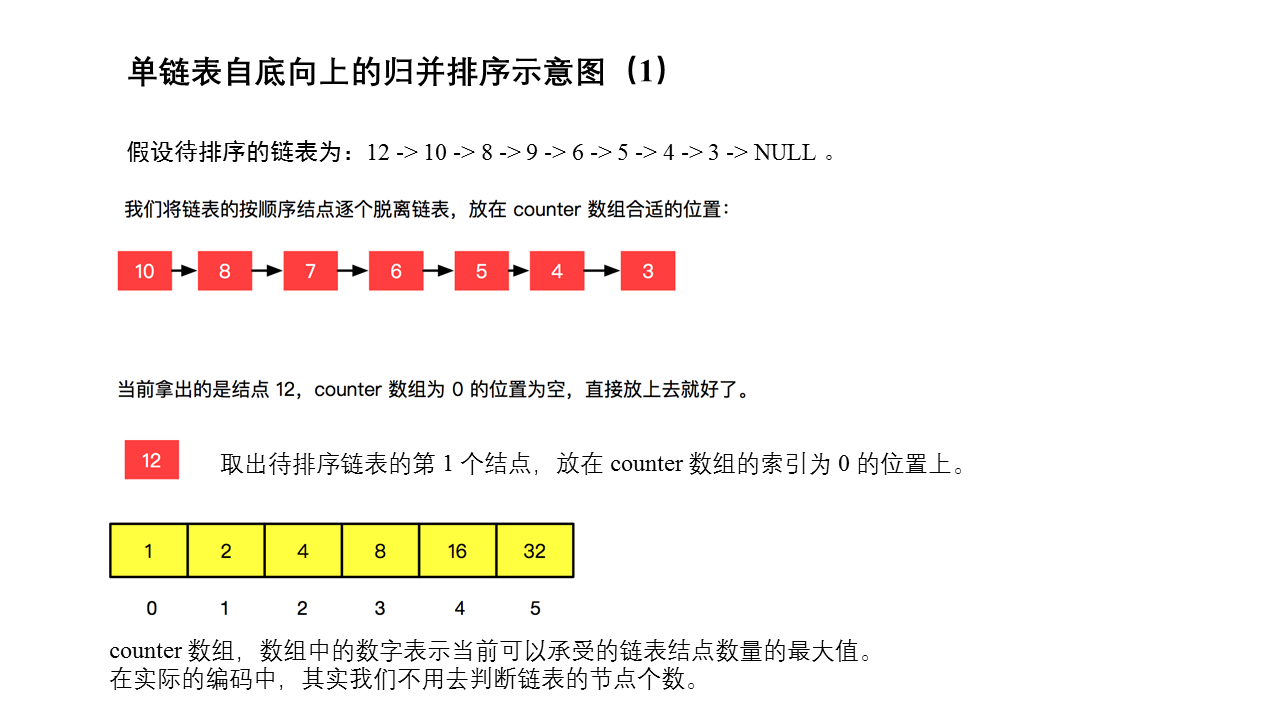 单链表自底向上的归并排序示意图（1）
假设待排序的链表为：12 -> 10 -> 8 -> 9 -> 6 -> 5 -> 4 -> 3 -> NULL 。
我们将链表的按顺序结点逐个脱离链表，放在 counter 数组合适的位置：
10 8 7 6 5 4 3
当前拿出的是结点 12，counter 数组为 0 的位置为空，直接放上去就好了。
12 取出待排序链表的第 1 个结点，放在 counter 数组的索引为 0 的位置上。
1 2 4 8 16 32
0 1 2 3 4 5
counter 数组，数组中的数字表示当前可以承受的链表结点数量的最大值。
在实际的编码中，其实我们不用去判断链表的节点个数。